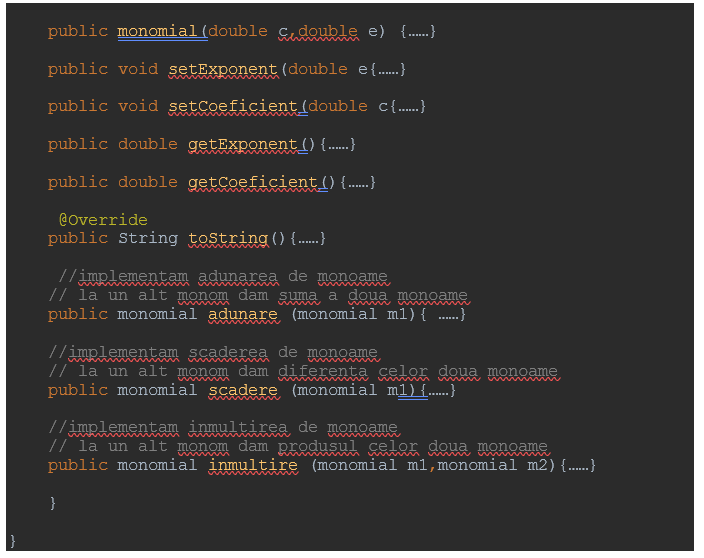 public monomial(double c,double e) {……}
public void setExponent(double e{……}
public void setCoeficient(double c{……}
public double getExponent(){……}
public double getCoeficient(){……}
@Override
public String toString(){……}
//implementam adunarea de monoame
// la un alt monom dam suma a doua monoame
public monomial adunare (monomial m1){ ……}
//implementam scaderea de monoame
// la un alt monom dam diferenta celor doua monoame
public monomial scadere (monomial m1){……}
//implementam inmultirea de monoame
// la un alt monom dam produsul celor doua monoame
public monomial inmultire (monomial m1,monomial m2){……}
}
}